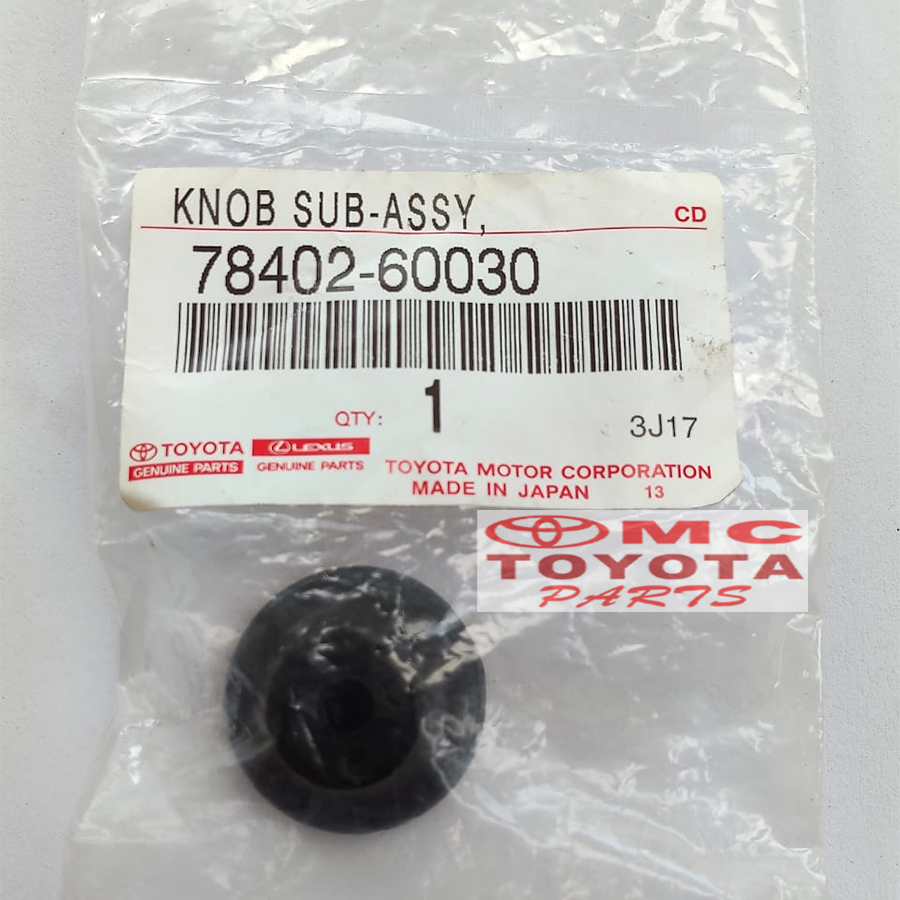 KNOB SUB-ASSY,
CD
78402-60030
QTY: 1
3J17
TOYOTA LEXUS
GENUINE PARTS GENUINE PARTS
TOYOTA MOTOR CORPORATION
MADE IN JAPAN 13
MC
TOYOTA
PARTS